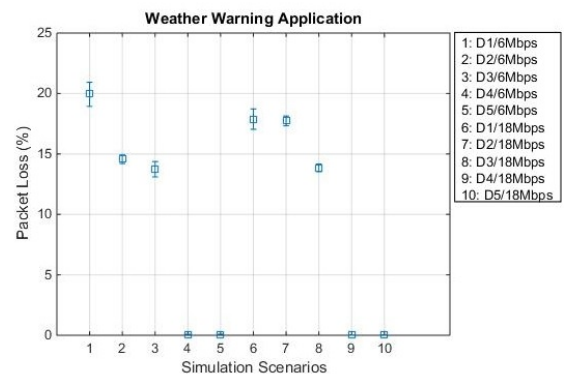 Weather Warning Application
25
20
15
10
5
0
Packet Loss (%)
1 2 3 4 5 6 7 8 9 10
Simulation Scenarios
1: D1/6Mbps
2: D2/6Mbps
3: D3/6Mbps
4: D4/6Mbps
5: D5/6Mbps
6: D1/18Mbps
7: D2/18Mbps
8: D3/18Mbps
9: D4/18Mbps
10: D5/18Mbps